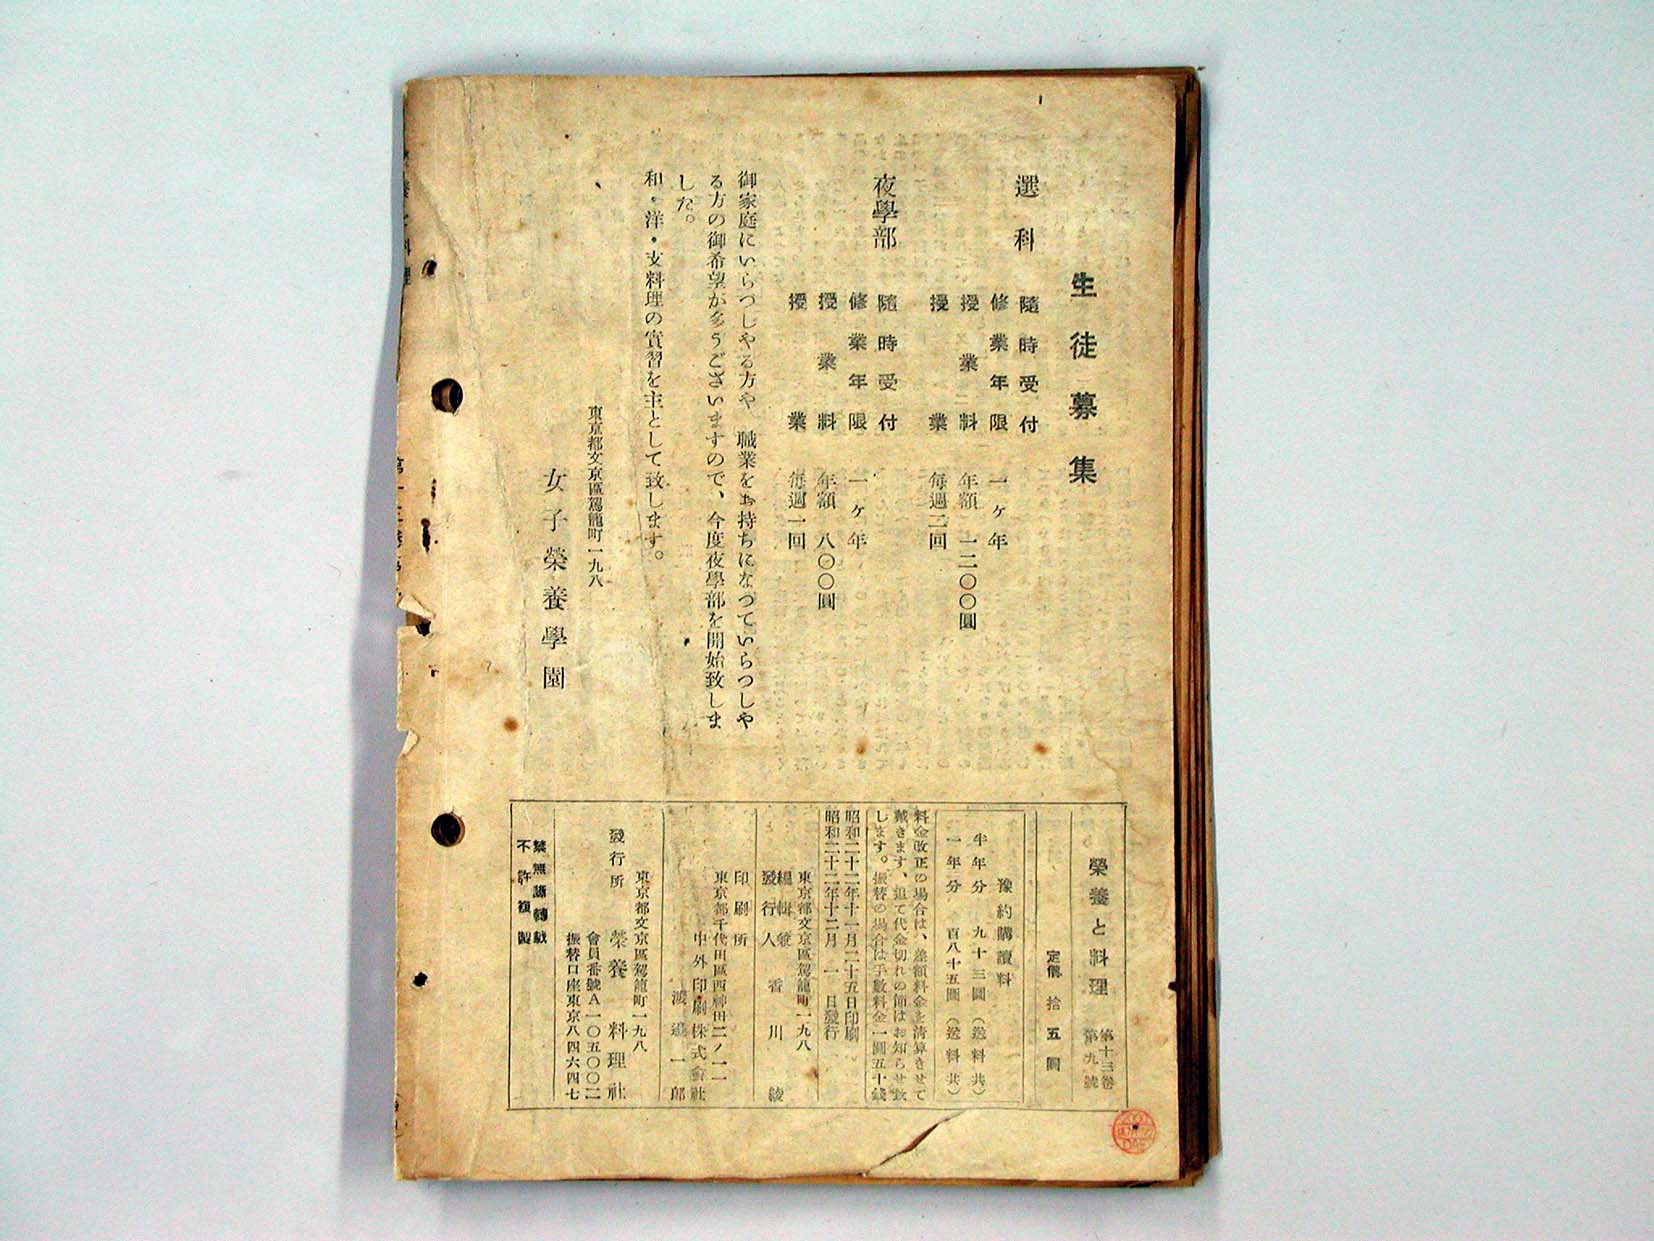 生徒募集
選科
隨時受付
修業年限 一ヶ年
授業料 年額 一二〇〇圓
授業 毎週二回
夜學部
隨時受付
修業年限 一ヶ年
授業料 年額 八〇〇圓
授業 毎週一回
御家庭にいらつしやる方や、職業をお持ちになつていらつしや
る方の御希望が多うございますので、今度夜學部を開始致しま
した。
和・洋・支料理の實習を主として致します。
東京都文京區駕籠町一九八
女子榮養學園
榮養と料理 第十三卷
第九號
定價 拾五圓
豫約購讀料
半年分 九十三圓(送料共)
一年分 百八十五圓(送料共)
料金改正の場合は、差額料金を清算させて
戴きます、追て代金切れの節はお知らせ致
します。振替の場合は手數料金一圓五十錢
昭和二十二年十一月二十五日印刷
昭和二十二年十二月 一 日發行
東京都文京區駕籠町一九八
編輯兼
發行人 香川綾
印刷所
東京都千代田區西神田二ノ一一
中外印刷株式會社
渡邉一郎
東京都文京區駕籠町一九八
發行所 榮養料理社
會員番號A一〇五〇〇二
振替口座東京八四六四七
禁無斷轉載
不許複製